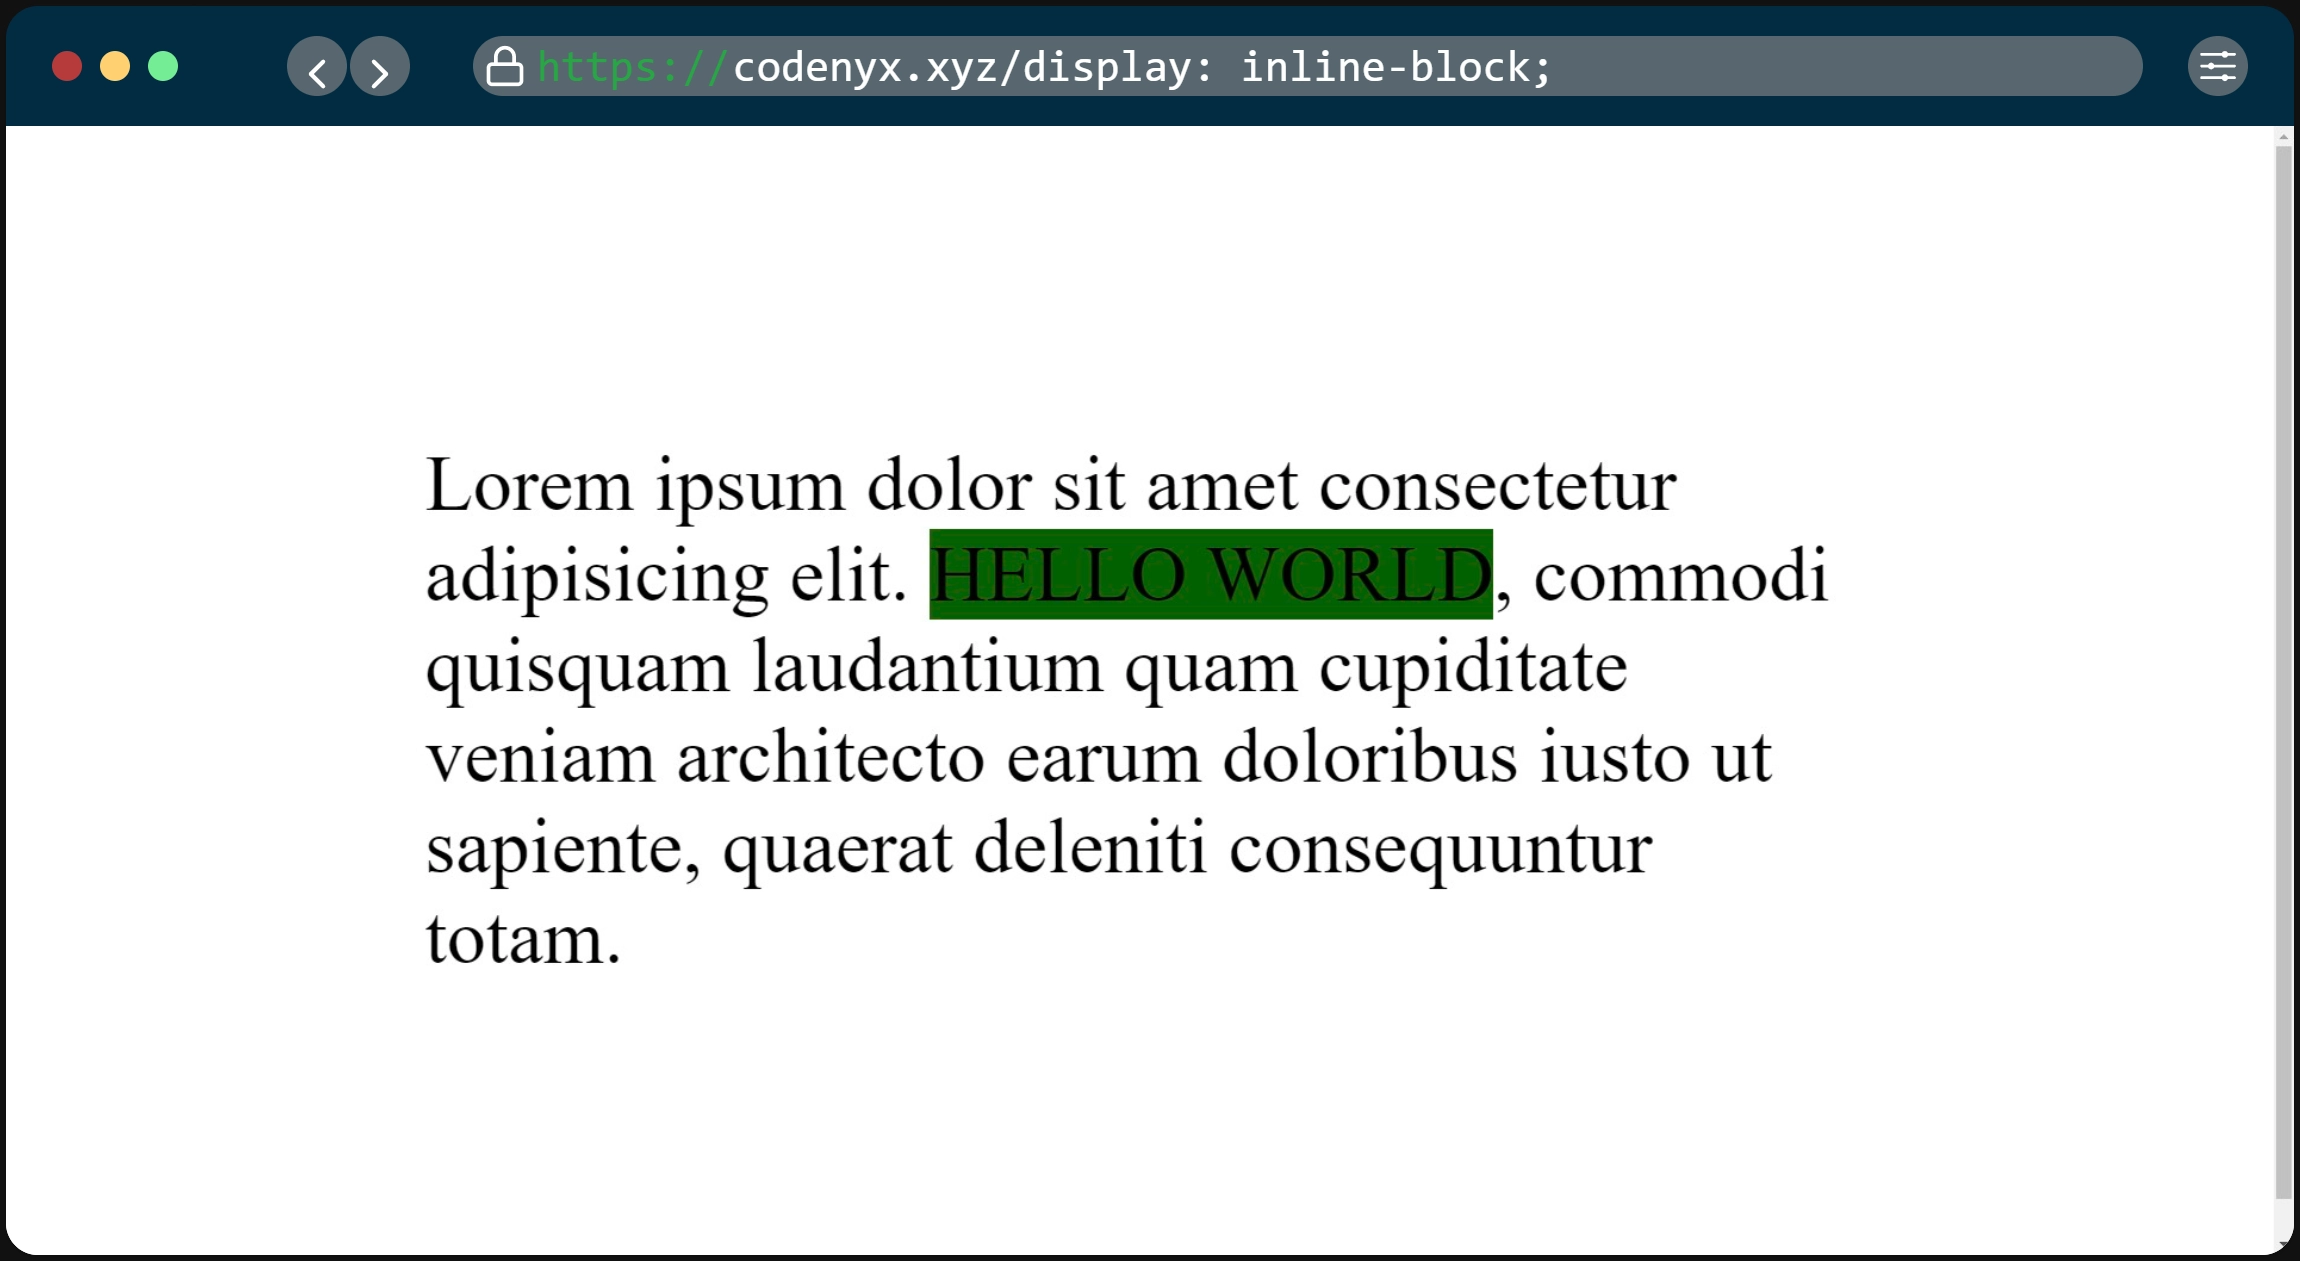 https://codenyx.xyz/display: inline-block;
Lorem ipsum dolor sit amet consectetur
adipisicing elit. HELLO WORLD, commodi
quisquam laudantium quam cupiditate
veniam architecto earum doloribus iusto ut
sapiente, quaerat deleniti consequuntur
totam.